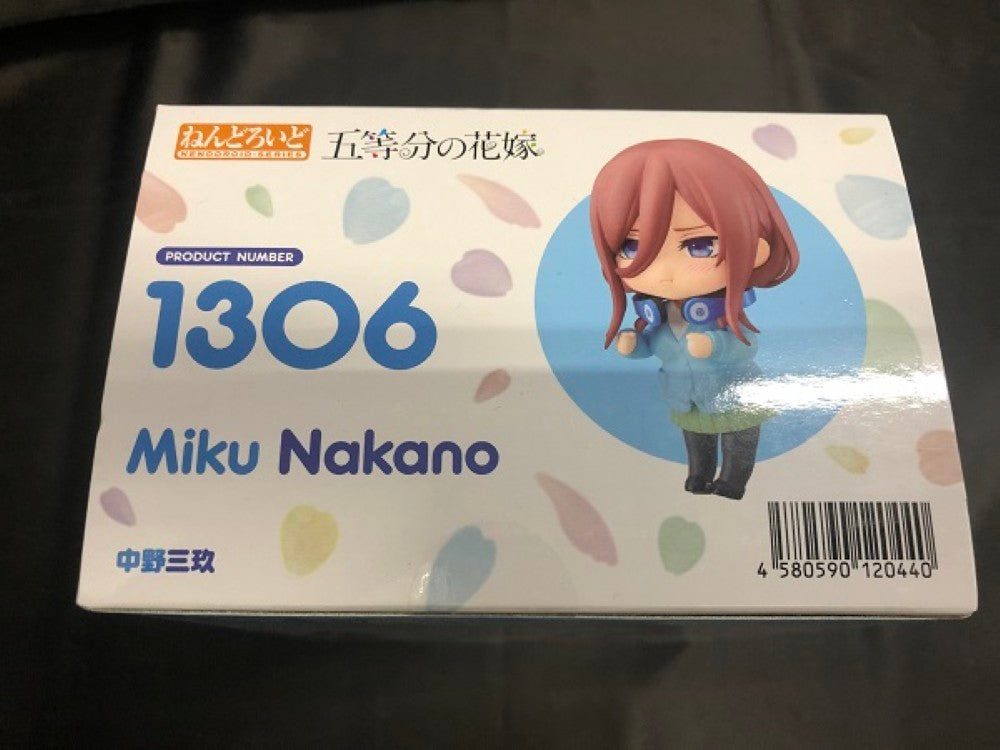 ねんどろいど
NENDOROID SERIES
五等分の花嫁
PRODUCT NUMBER
1306
Miku Nakano
中野三玖
4 580590 120440